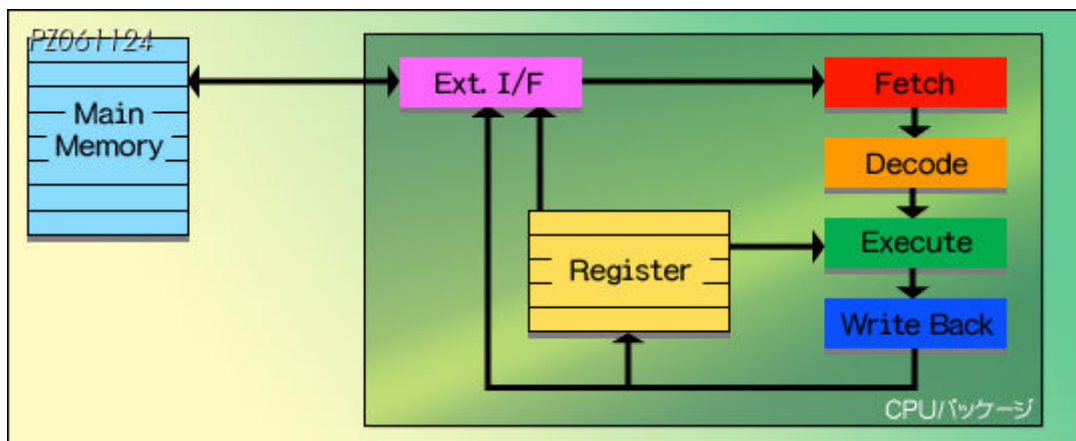 PZ061124
Main
Memory
Ext. I/F
Fetch
Decode
Register
Execute
Write Back
CPUパッケージ